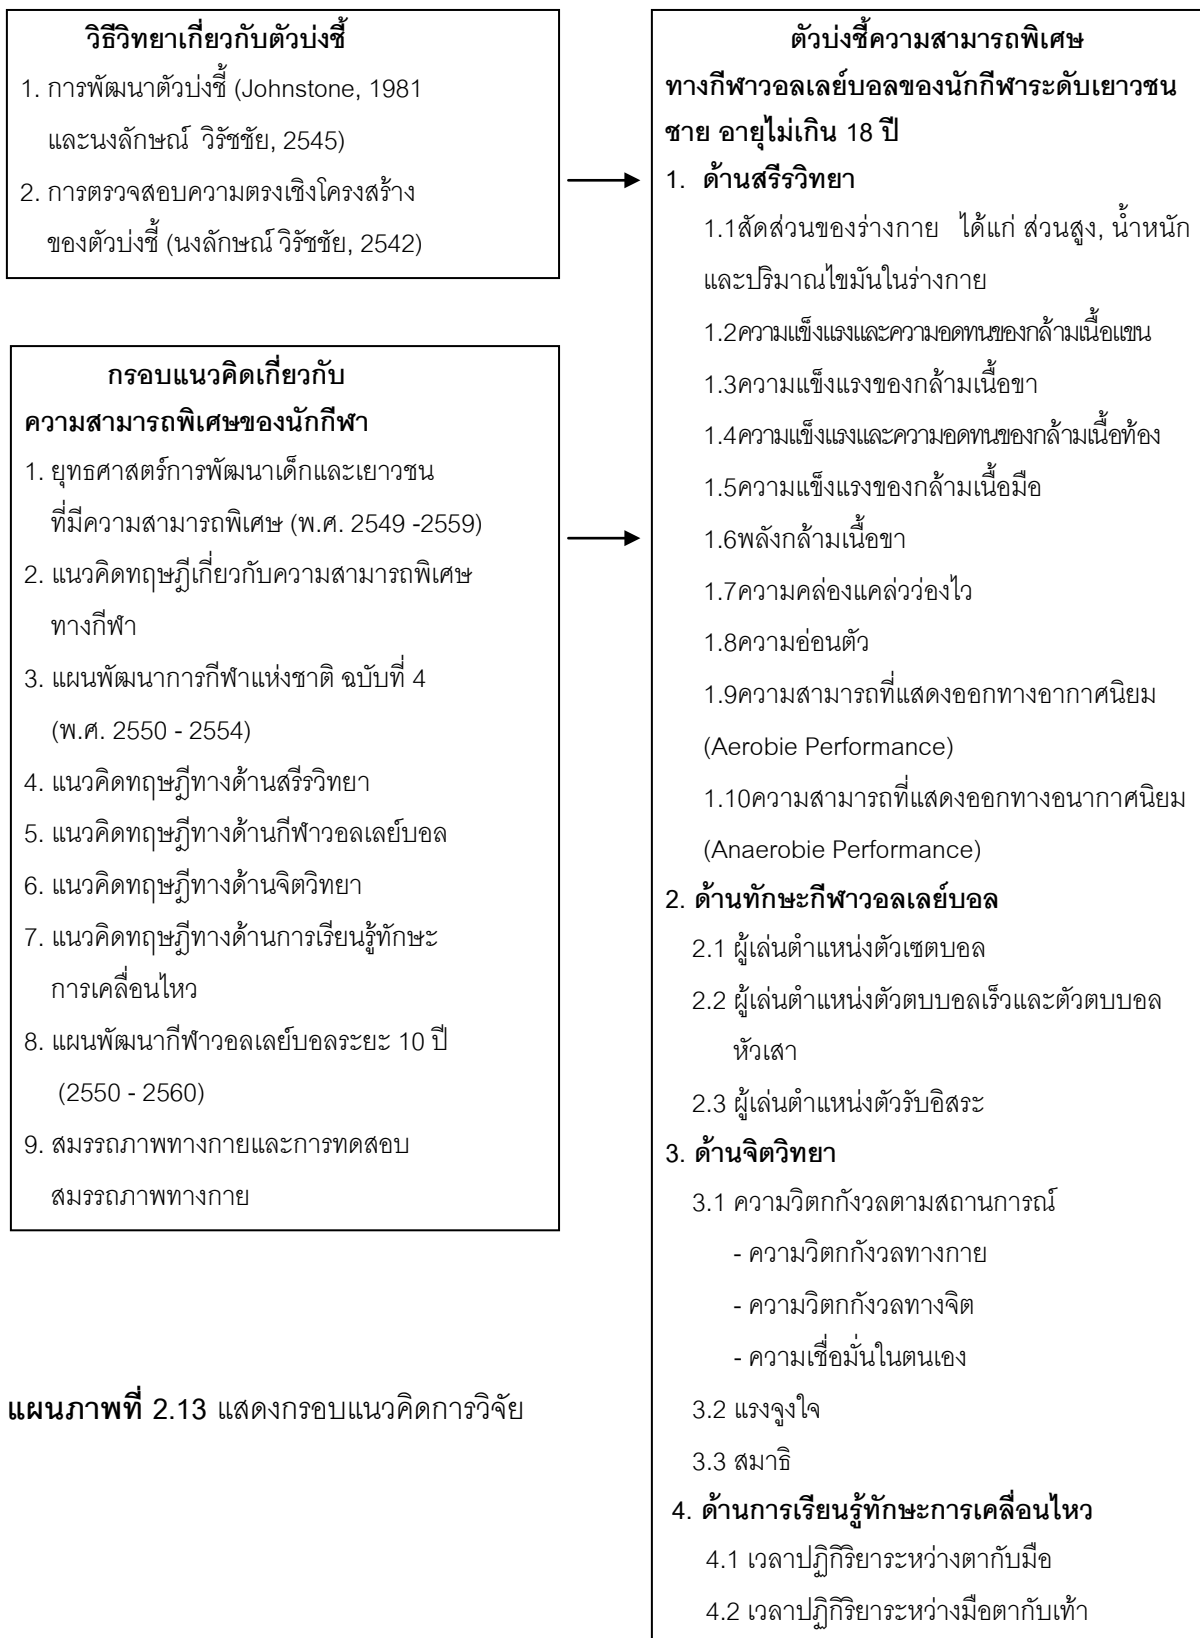 วิธีวิทยาเกี่ยวกับตัวบ่งชี้
1. การพัฒนาตัวบ่งชี้ (Johnstone, 1981
และนงลักษณ์ วิรัชชัย, 2545)
2. การตรวจสอบความตรงเชิงโครงสร้าง
ของตัวบ่งชี้ (นงลักษณ์ วิรัชชัย, 2542)
กรอบแนวคิดเกี่ยวกับ
ความสามารถพิเศษของนักกีฬา
1. ยุทธศาสตร์การพัฒนาเด็กและเยาวชน
ที่มีความสามารถพิเศษ (พ.ศ. 2549 -2559)
2. แนวคิดทฤษฎีเกี่ยวกับความสามารถพิเศษ
ทางกีฬา
3. แผนพัฒนาการกีฬาแห่งชาติ ฉบับที่ 4
(พ.ศ. 2550 - 2554)
4. แนวคิดทฤษฎีทางด้านสรีรวิทยา
5. แนวคิดทฤษฎีทางด้านกีฬาวอลเลย์บอล
6. แนวคิดทฤษฎีทางด้านจิตวิทยา
7. แนวคิดทฤษฎีทางด้านการเรียนรู้ทักษะ
การเคลื่อนไหว
8. แผนพัฒนากีฬาวอลเลย์บอลระยะ 10 ปี
(2550 - 2560)
9. สมรรถภาพทางกายและการทดสอบ
สมรรถภาพทางกาย
ตัวบ่งชี้ความสามารถพิเศษ
ทางกีฬาวอลเลย์บอลของนักกีฬาระดับเยาวชน
ชาย อายุไม่เกิน 18 ปี
1. ด้านสรีรวิทยา
1.1สัดส่วนของร่างกาย ได้แก่ ส่วนสูง, น้ำหนัก
และปริมาณไขมันในร่างกาย
1.2ความแข็งแรงและความอดทนของกล้ามเนื้อแขน
1.3ความแข็งแรงของกล้ามเนื้อขา
1.4ความแข็งแรงและความอดทนของกล้ามเนื้อท้อง
1.5ความแข็งแรงของกล้ามเนื้อมือ
1.6พลังกล้ามเนื้อขา
1.7ความคล่องแคล่วว่องไว
1.8ความอ่อนตัว
1.9ความสามารถที่แสดงออกทางอากาศนิยม
(Aerobie Performance)
1.10ความสามารถที่แสดงออกทางอนากาศนิยม
(Anaerobie Performance)
2. ด้านทักษะกีฬาวอลเลย์บอล
2.1 ผู้เล่นตำแหน่งตัวเซตบอล
2.2 ผู้เล่นตำแหน่งตัวตบบอลเร็วและตัวตบบอล
หัวเสา
2.3 ผู้เล่นตำแหน่งตัวรับอิสระ
3. ด้านจิตวิทยา
3.1 ความวิตกกังวลตามสถานการณ์
- ความวิตกกังวลทางกาย
- ความวิตกกังวลทางจิต
- ความเชื่อมั่นในตนเอง
3.2 แรงจูงใจ
3.3 สมาธิ
4. ด้านการเรียนรู้ทักษะการเคลื่อนไหว
4.1 เวลาปฏิกิริยาระหว่างตากับมือ
4.2 เวลาปฏิกิริยาระหว่างมือตากับเท้า
แผนภาพที่ 2.13 แสดงกรอบแนวคิดการวิจัย